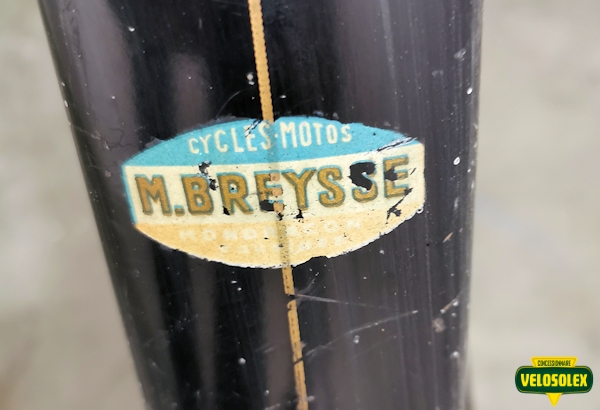 CYCLES·MOTOS
M.BREYSSE
CONCESSIONNAIRE
VELOSOLEX